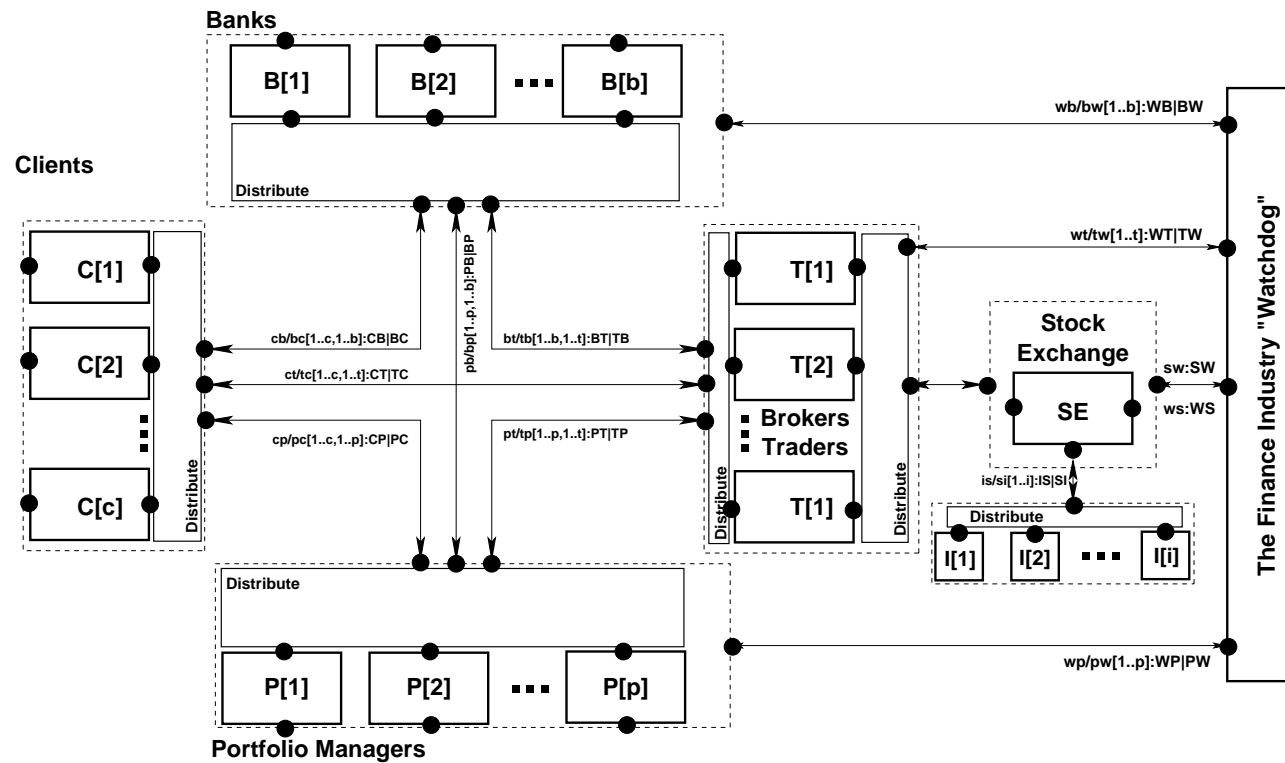 Banks
B[1]
B[2]
B[b]
Distribute
wb/bw[1..b]:WB|BW
Clients
C[1]
C[2]
C[c]
Distribute
cb/bc[1..c,1..b]:CB|BC
ct/tc[1..c,1..t]:CT|TC
cp/pc[1..c,1..p]:CP|PC
pb/bp[1..p,1..b]:PB|BP
bt/tb[1..b,1..t]:BT|TB
pt/tp[1..p,1..t]:PT|TP
Distribute
T[1]
T[2]
Brokers
Traders
T[1]
Distribute
wt/tw[1..t]:WT|TW
Stock
Exchange
SE
sw:SW
ws:WS
is/si[1..i]:IS|SI
Distribute
I[1]
I[2]
I[i]
The Finance Industry "Watchdog"
wp/pw[1..p]:WP|PW
Distribute
P[1]
P[2]
P[p]
Portfolio Managers